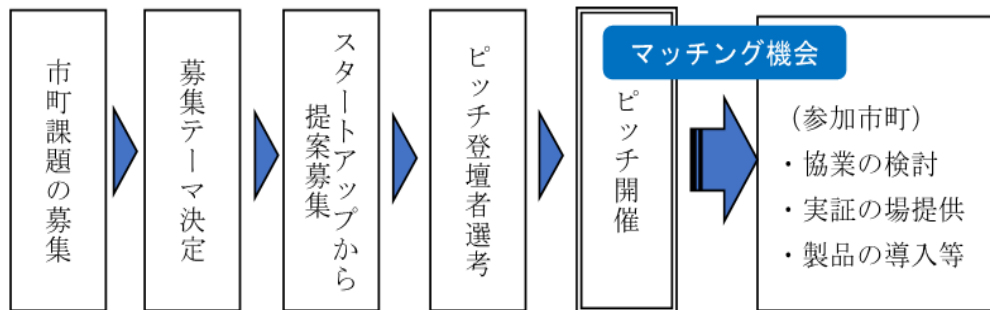 市町課題の募集
募集テーマ決定
スタートアップから
提案募集
ピッチ登壇者選考
ピッチ開催
マッチング機会
（参加市町）
・協業の検討
・実証の場提供
・製品の導入等